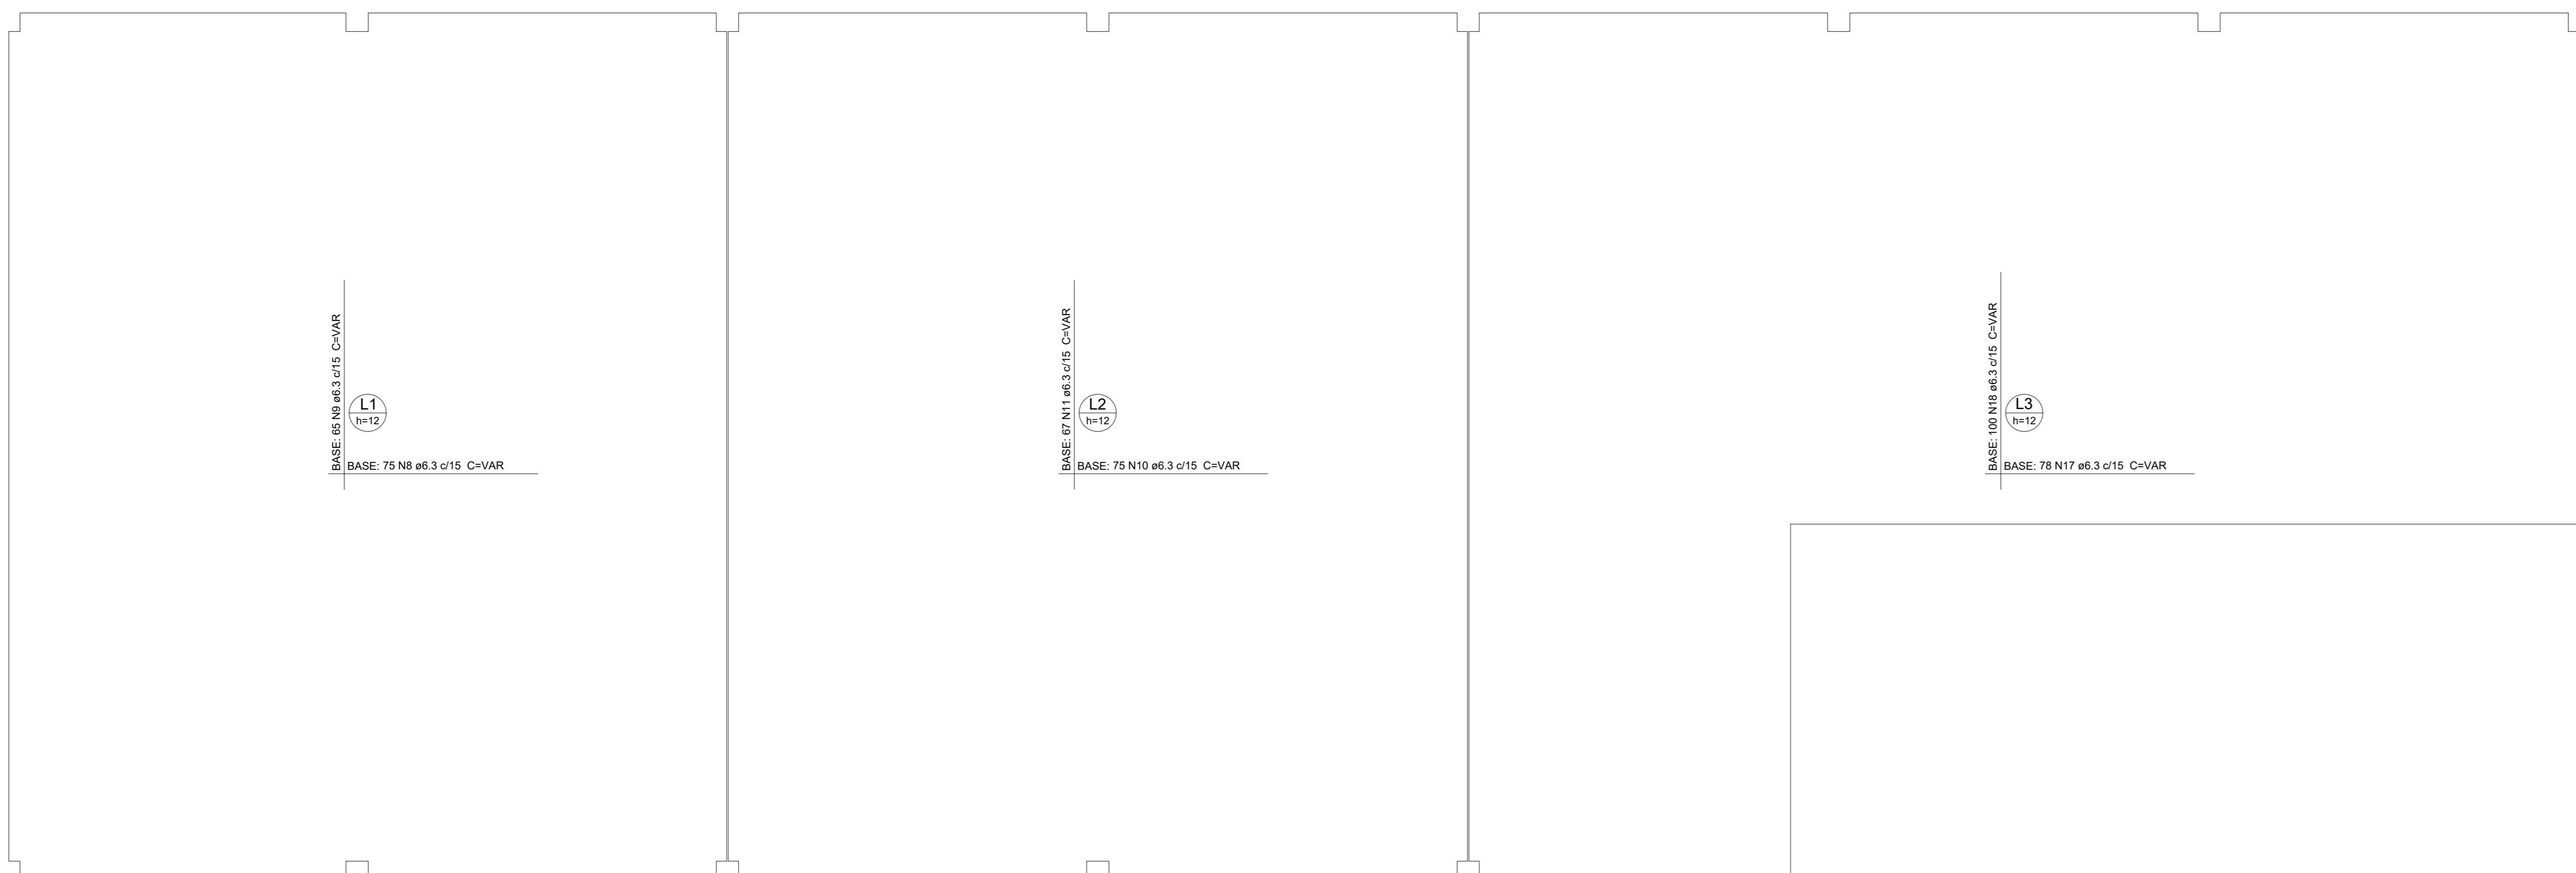 BASE: 65 N9 ø6.3 c/15 C=VAR
L1
h=12
BASE: 75 N8 ø6.3 c/15 C=VAR
BASE: 67 N11 ø6.3 c/15 C=VAR
L2
h=12
BASE: 75 N10 ø6.3 c/15 C=VAR
BASE: 100 N18 ø6.3 c/15 C=VAR
L3
h=12
BASE: 78 N17 ø6.3 c/15 C=VAR